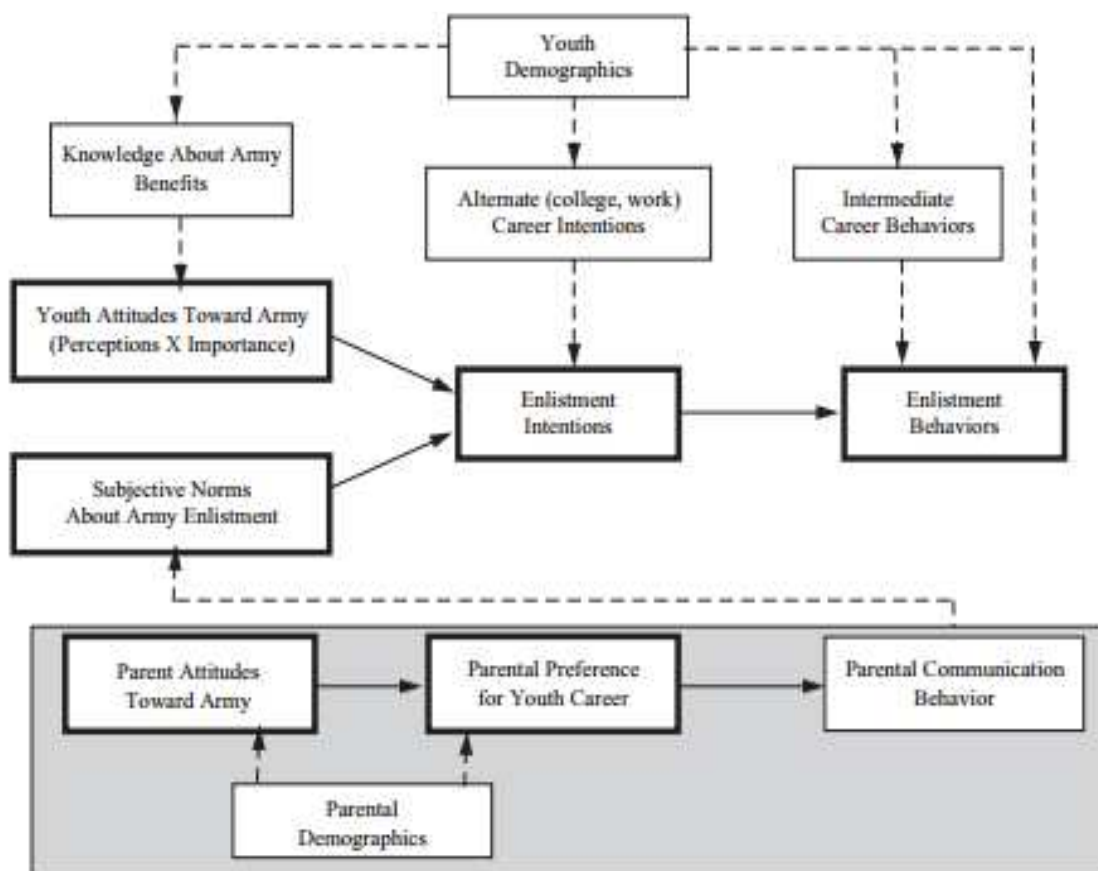 Youth
Demographics
Knowledge About Army
Benefits
Alternate (college, work)
Career Intentions
Intermediate
Career Behaviors
Youth Attitudes Toward Army
(Perceptions X Importance)
Enlistment
Intentions
Enlistment
Behaviors
Subjective Norms
About Army Enlistment
Parent Attitudes
Toward Army
Parental Preference
for Youth Career
Parental Communication
Behavior
Parental
Demographics